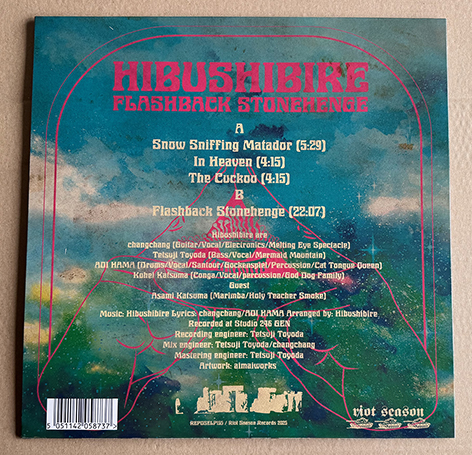 HIBUSHIBIRE
FLASHBACK STONEHENGE
A
Snow Sniffing Matador (5:29)
In Heaven (4:15)
The Cuckoo (4:15)
B
Flashback Stonehenge (22:07)
Hibushibire are
changchang (Guitar/Vocal/Electronics/Melting Eye Spectacle)
Tetsuji Toyoda (Bass/Vocal/Mermaid Mountain)
AOI HAMA (Drums/Vocal/Santour/Glockenspiel/Percussion/Cat Tongue Queen)
Kohei Katsuma (Conga/Vocal/percussion/God Dog Family)
Guest
Asami Katsuma (Marimba/Holy Teacher Smoke)
Music: Hibushibire Lyrics: changchang/AOI HAMA Arranged by: Hibushibire
Recorded at Studio 246 GEN
Recording engineer: Tetsuji Toyoda
Mix engineer: Tetsuji Toyoda/changchang
Mastering engineer: Tetsuji Toyoda
Artwork: aimaiworks
riot season
/ Riot Season Records 2025
5 051142 058737 >